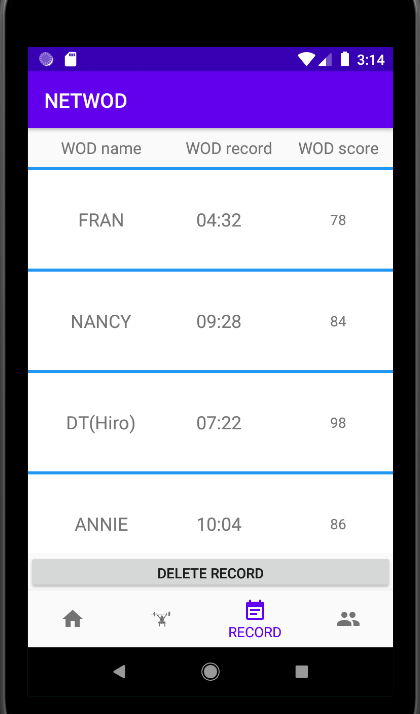 3:14
NETWOD
WOD name WOD record WOD score
FRAN 04:32 78
NANCY 09:28 84
DT(Hiro) 07:22 98
ANNIE 10:04 86
DELETE RECORD
RECORD